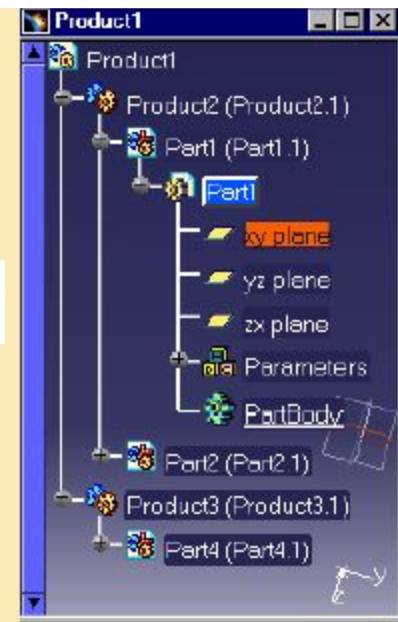 Product1
Product1
Product2 (Product2.1)
Part1 (Part1.1)
Part1
xy plane
yz plane
zx plane
Parameters
PartBody
Part2 (Part2.1)
Product3 (Product3.1)
Part4 (Part4.1)
y